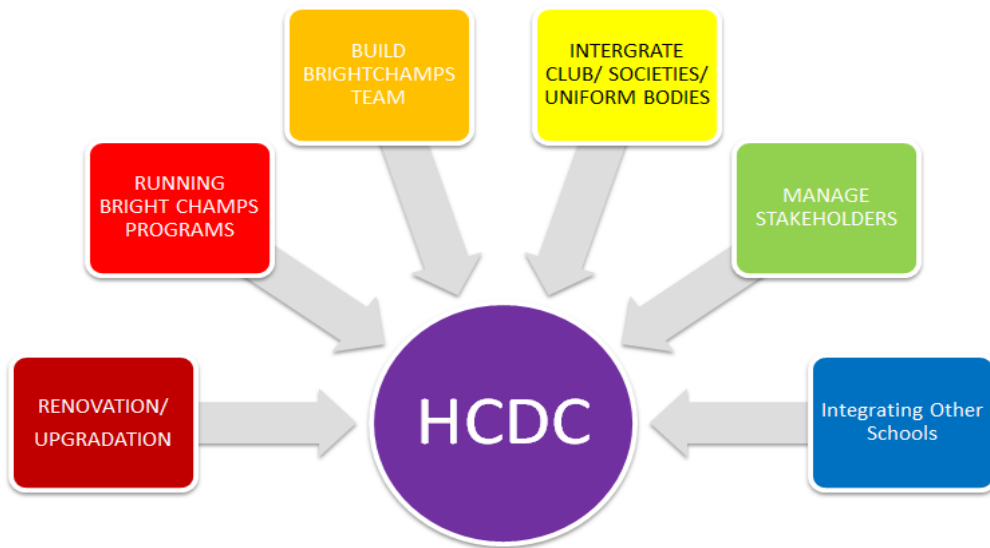 BUILD
BRIGHTCHAMPS
TEAM
INTERGRATE
CLUB/ SOCIETIES/
UNIFORM BODIES
RUNNING
BRIGHT CHAMPS
PROGRAMS
MANAGE
STAKEHOLDERS
RENOVATION/
UPGRADATION
HCDC
Integrating Other
Schools